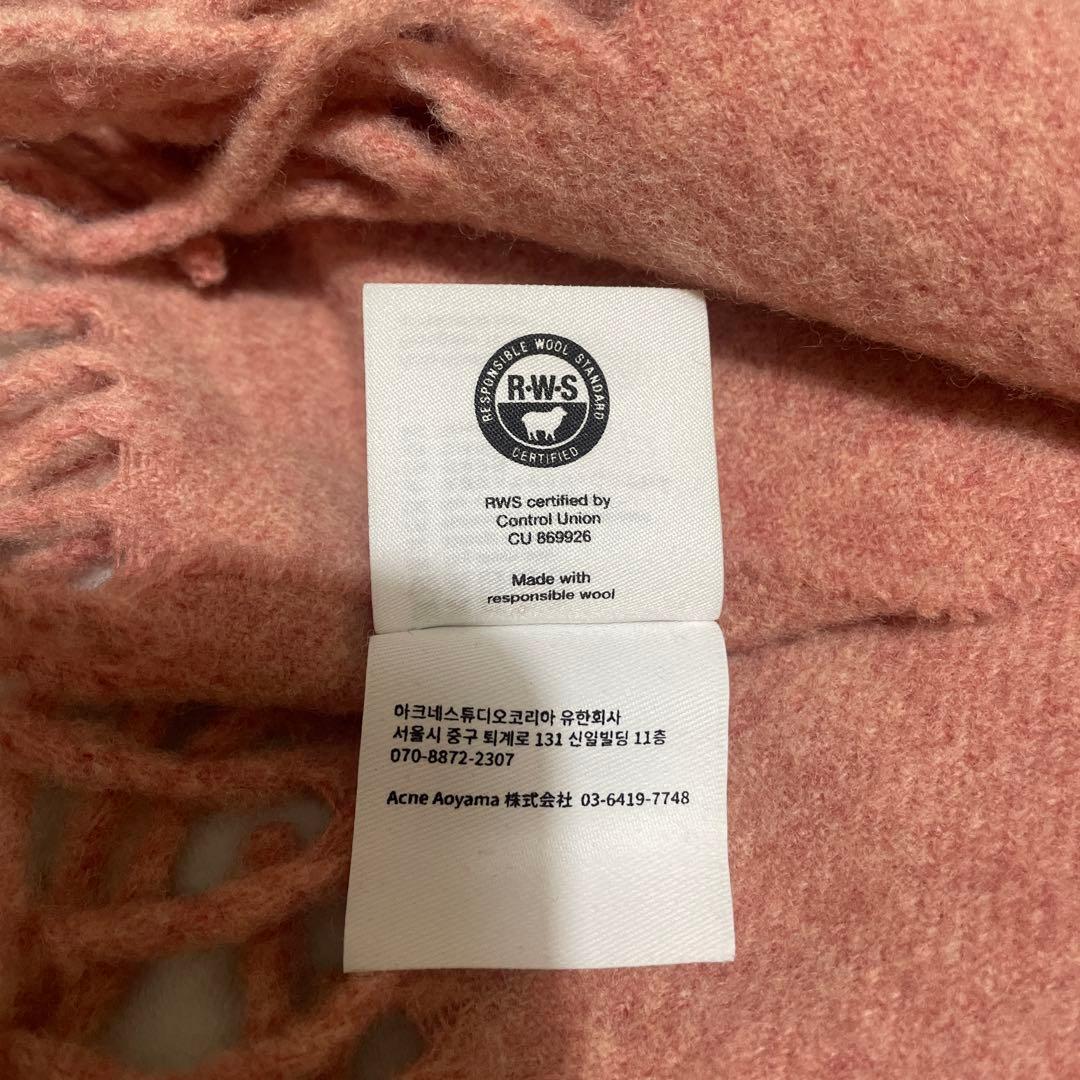 RESPONSIBLE WOOL STANDARD
R·W·S
CERTIFIED
RWS certified by
Control Union
CU 869926
Made with
responsible wool
아크네스튜디오코리아 유한회사
서울시 중구 퇴계로 131 신일빌딩 11층
070-8872-2307
Acne Aoyama 株式会社 03-6419-7748